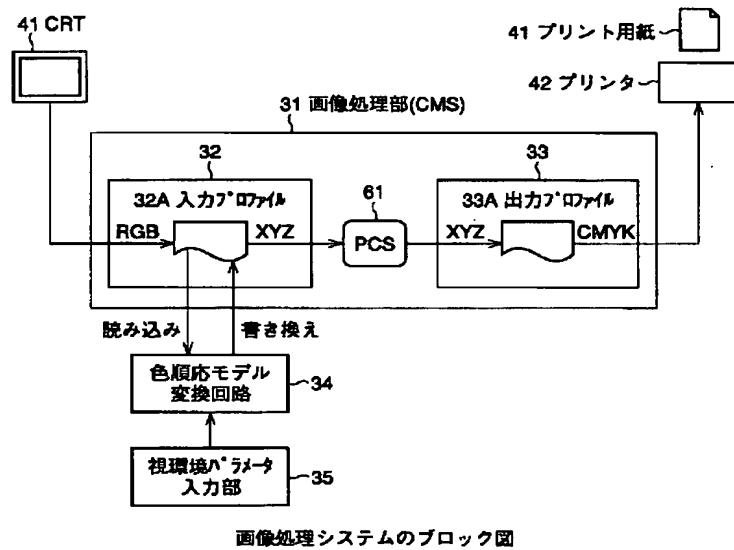 41 CRT
41 プリント用紙
42 プリンタ
31 画像処理部(CMS)
32
33
32A 入力プロファイル
61
33A 出力プロファイル
RGB
XYZ
PCS
XYZ
CMYK
読み込み
書き換え
色順応モデル
変換回路
34
視環境パラメータ
入力部
35
画像処理システムのブロック図